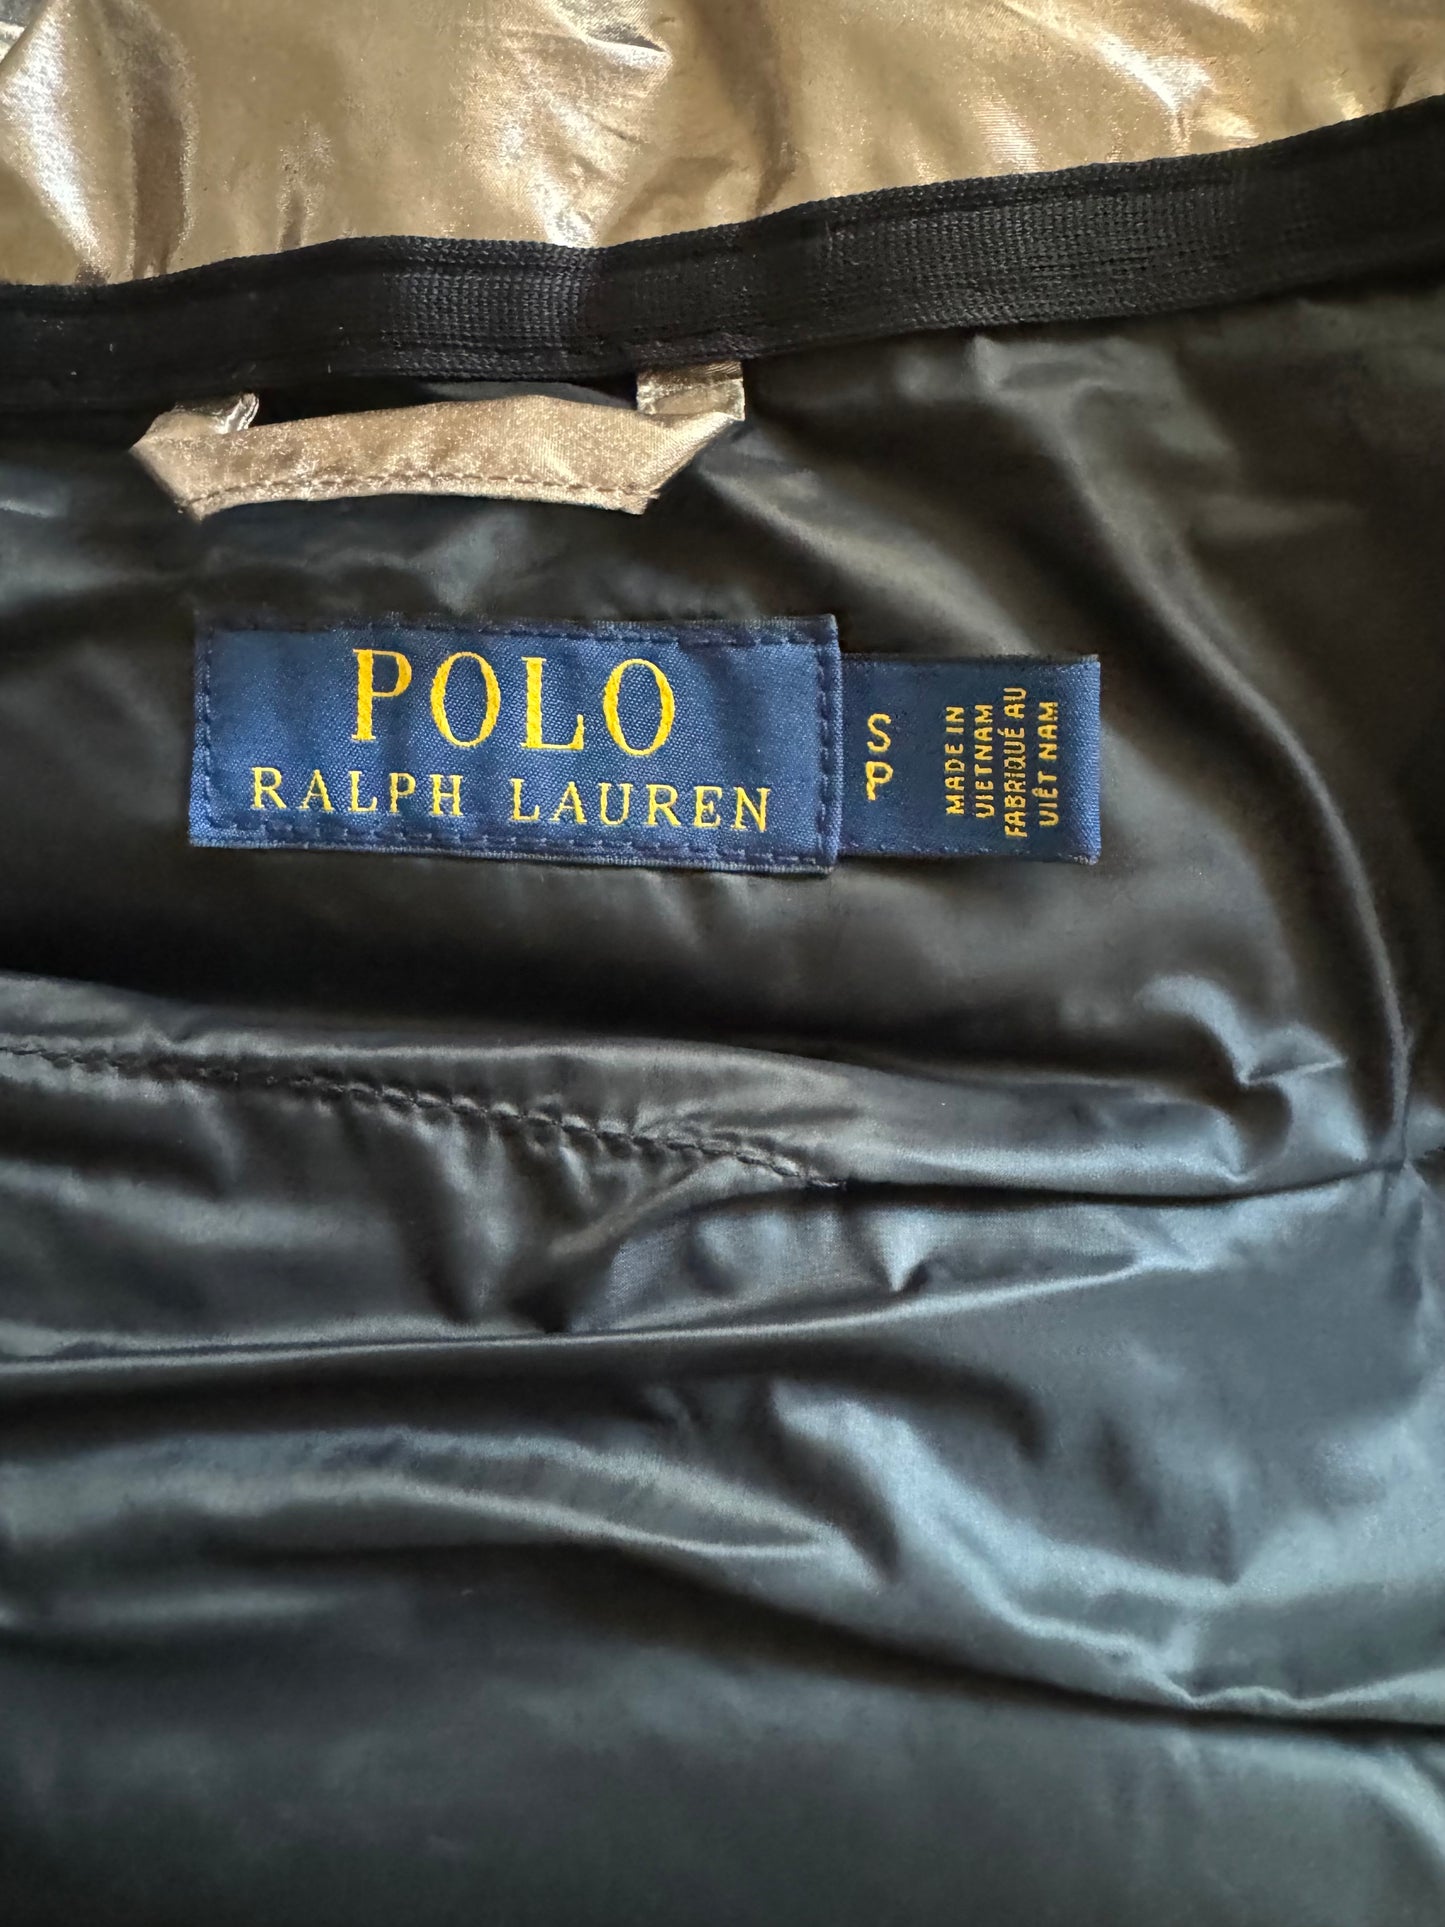 POLO
RALPH LAUREN
S
P
MADE IN
VIETNAM
FABRIQUÉ AU
VIÊT NAM